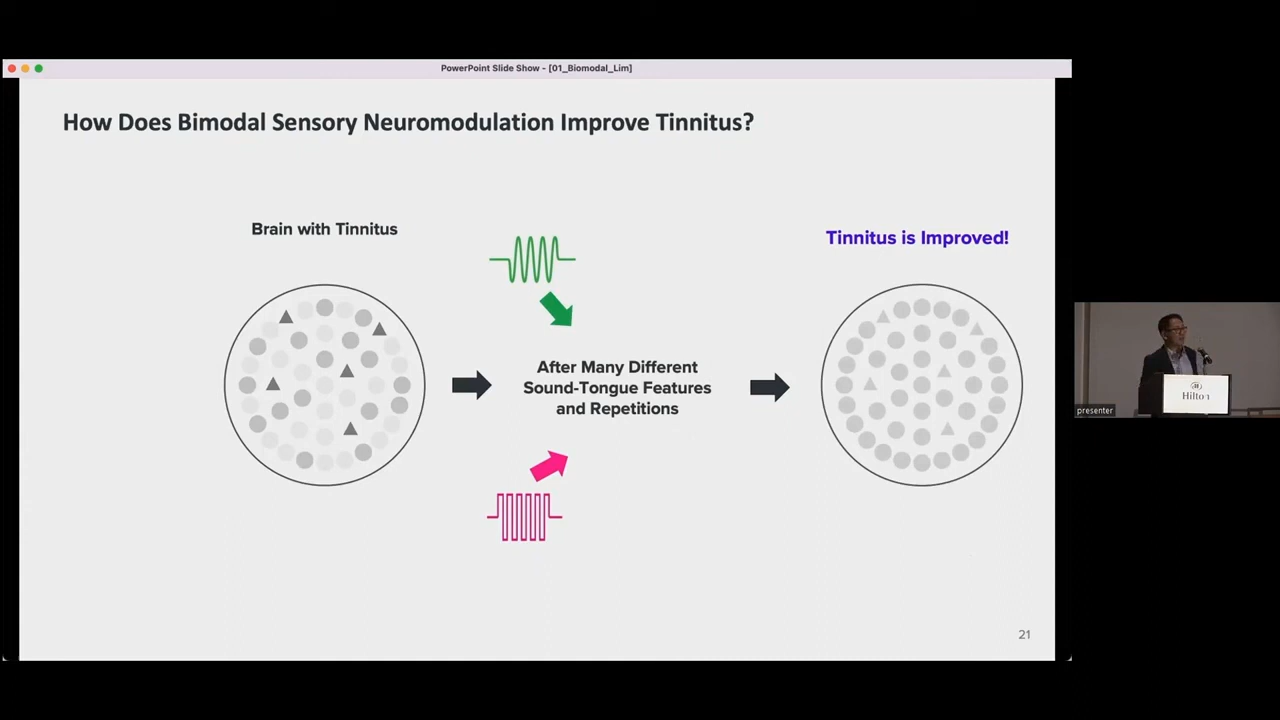 PowerPoint Slide Show - [01_Biomodal_Lim]
How Does Bimodal Sensory Neuromodulation Improve Tinnitus?
Brain with Tinnitus
Tinnitus is Improved!
After Many Different
Sound-Tongue Features
and Repetitions
Hilton
presenter
21